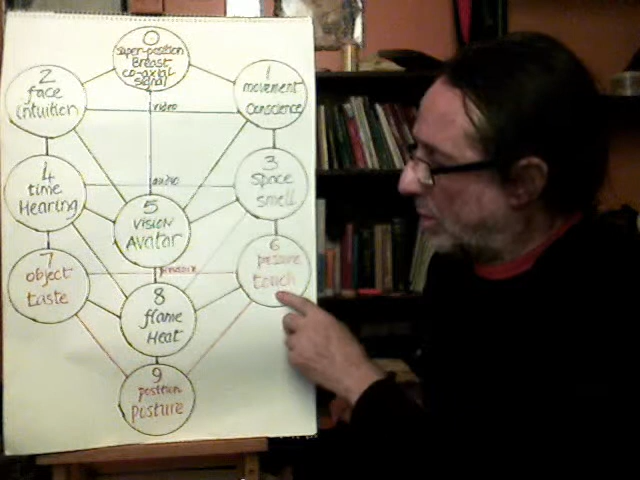 0
super-position
Breast
co-axial
signal
1
movement
Conscience
2
face
intuition
video
3
Space
smell
4
time
Hearing
audio
5
VISION
AVATAR
6
pressure
touch
7
object
taste
8
flame
Heat
9
position
posture